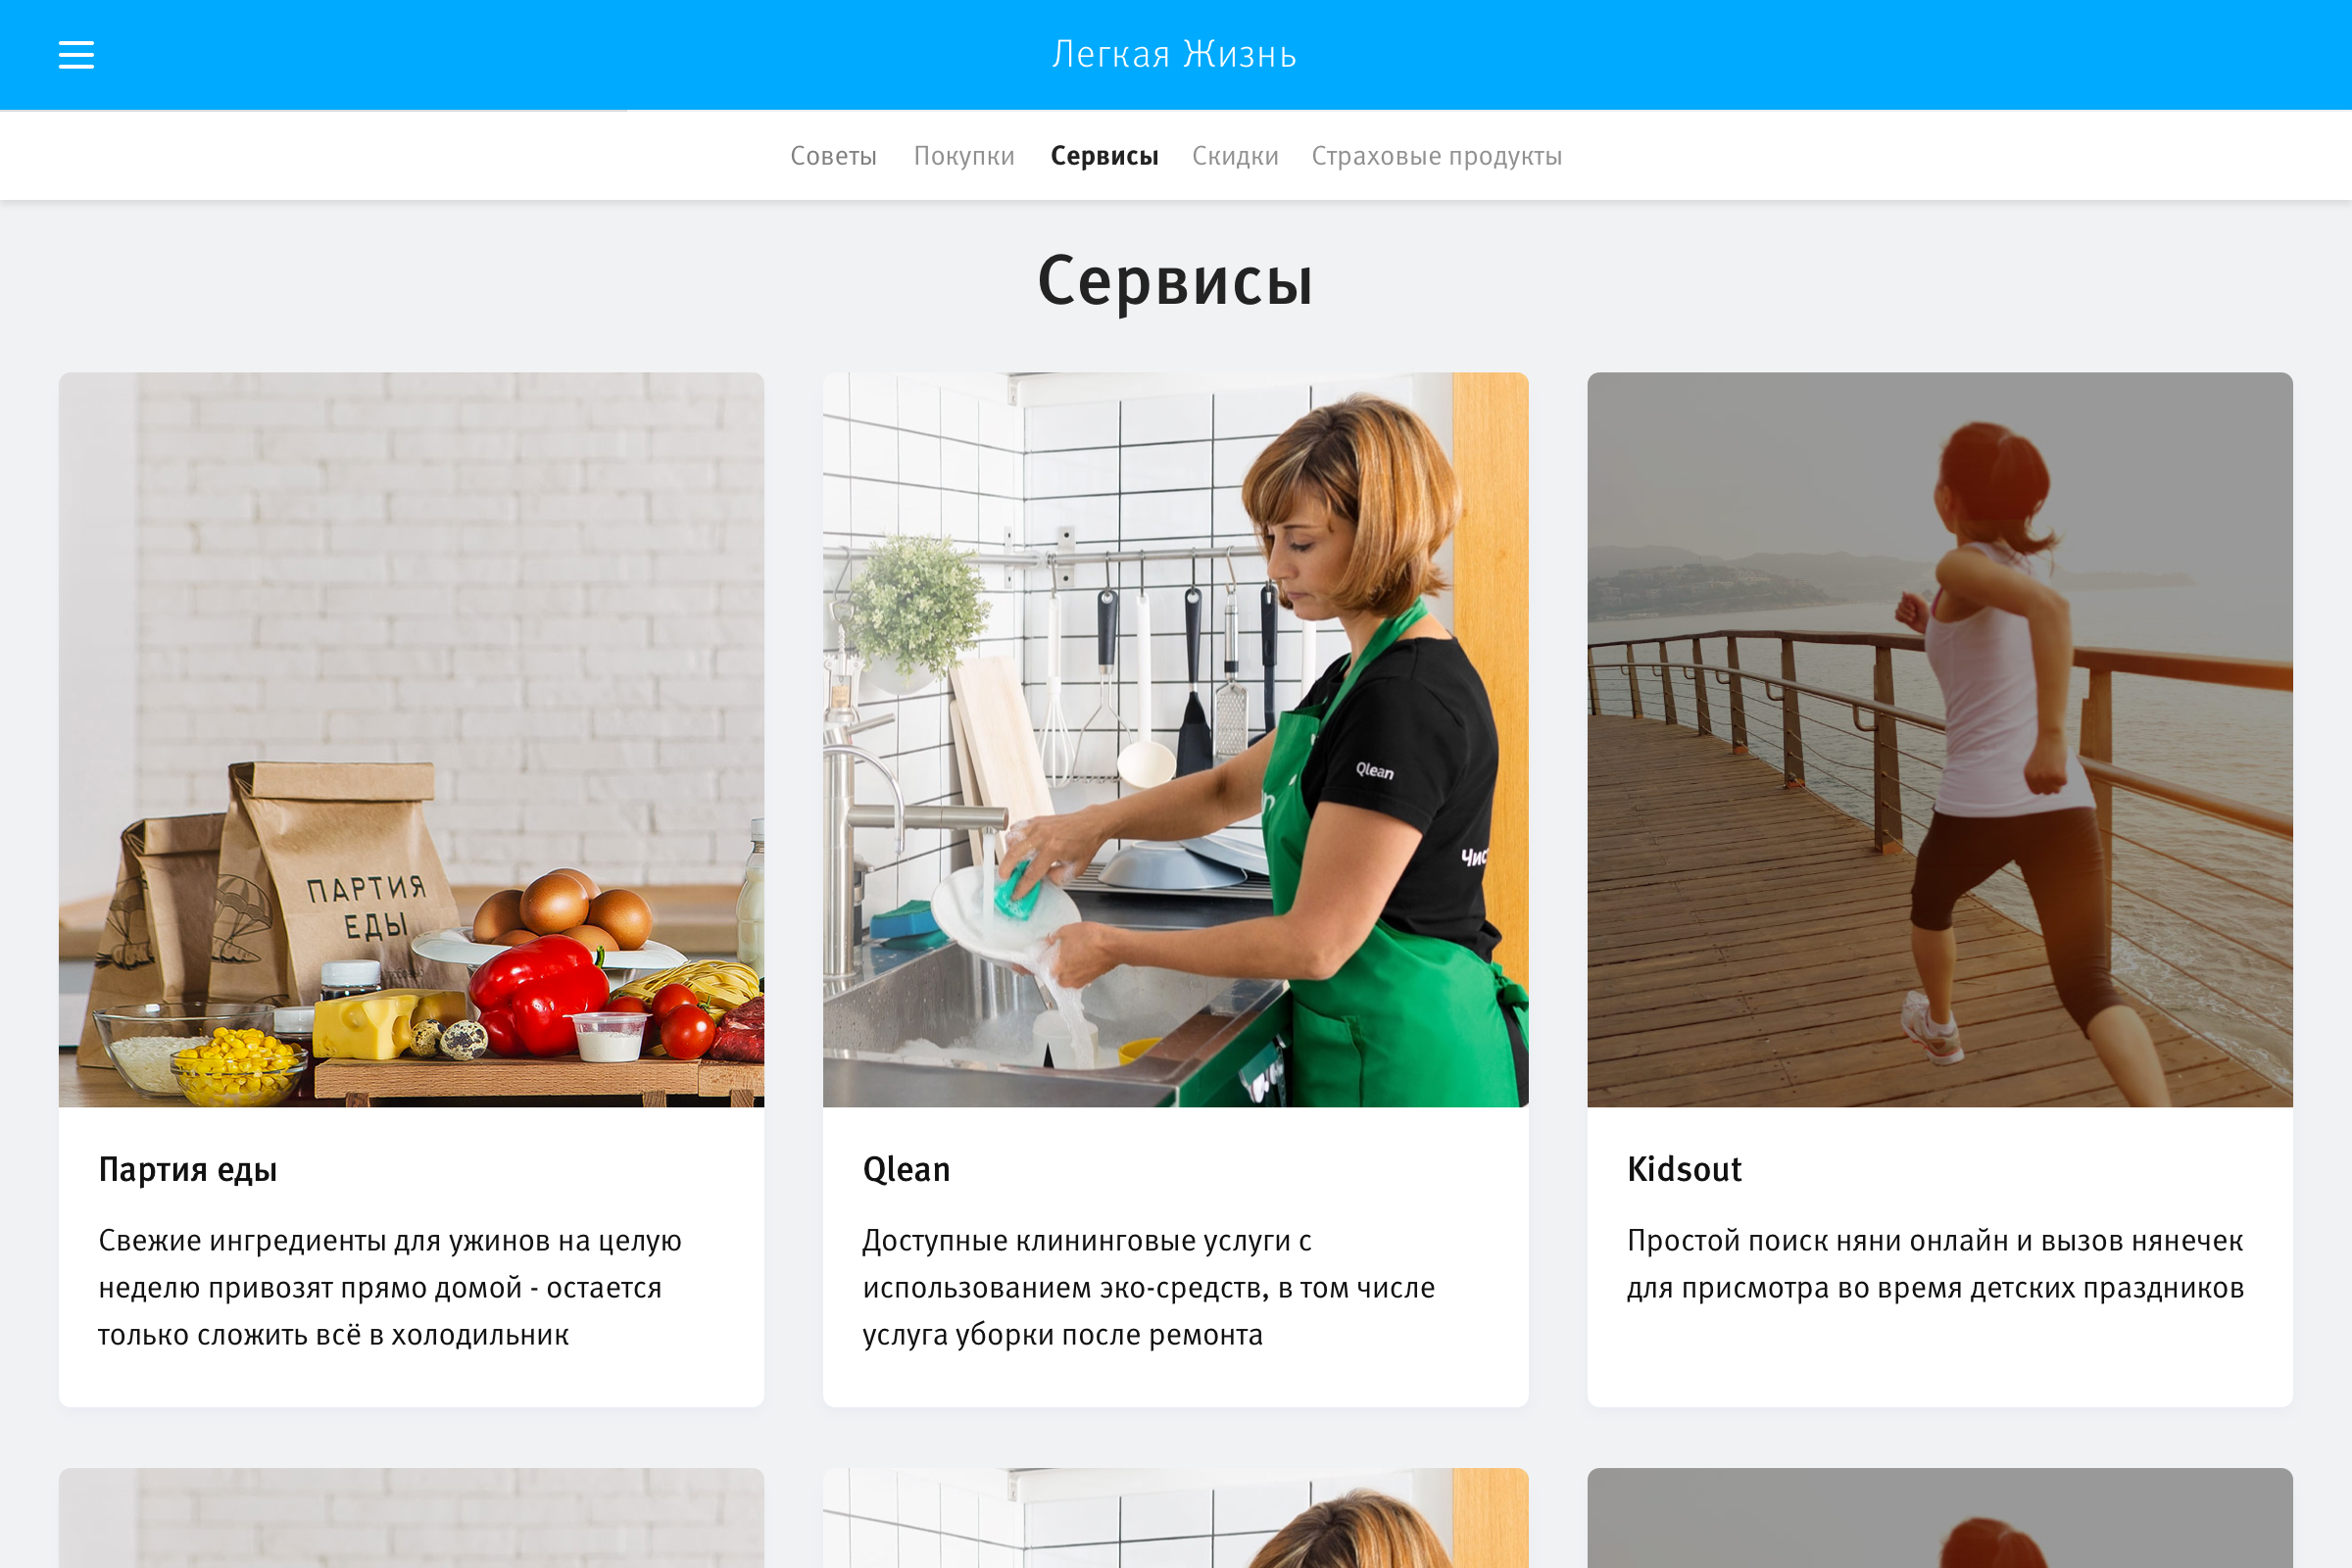 Легкая Жизнь
Советы Покупки Сервисы Скидки Страховые продукты
Сервисы
ПАРТИЯ
ЕДЫ
Qlean
Партия еды
Свежие ингредиенты для ужинов на целую
неделю привозят прямо домой - остается
только сложить всё в холодильник
Qlean
Доступные клининговые услуги с
использованием эко-средств, в том числе
услуга уборки после ремонта
Kidsout
Простой поиск няни онлайн и вызов нянечек
для присмотра во время детских праздников